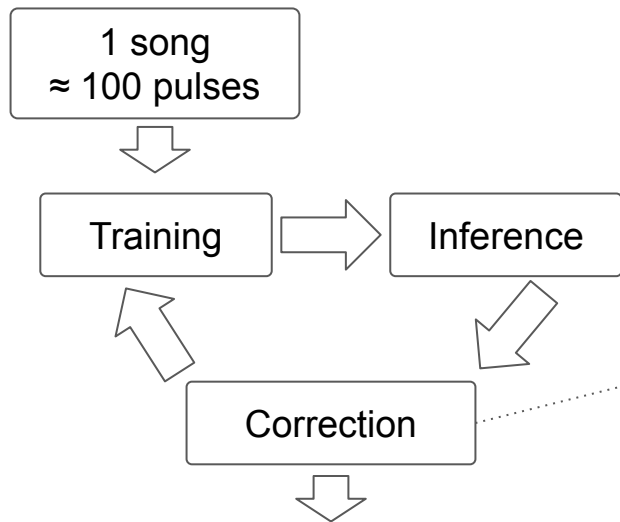 1 song
≈ 100 pulses
Training
Inference
Correction